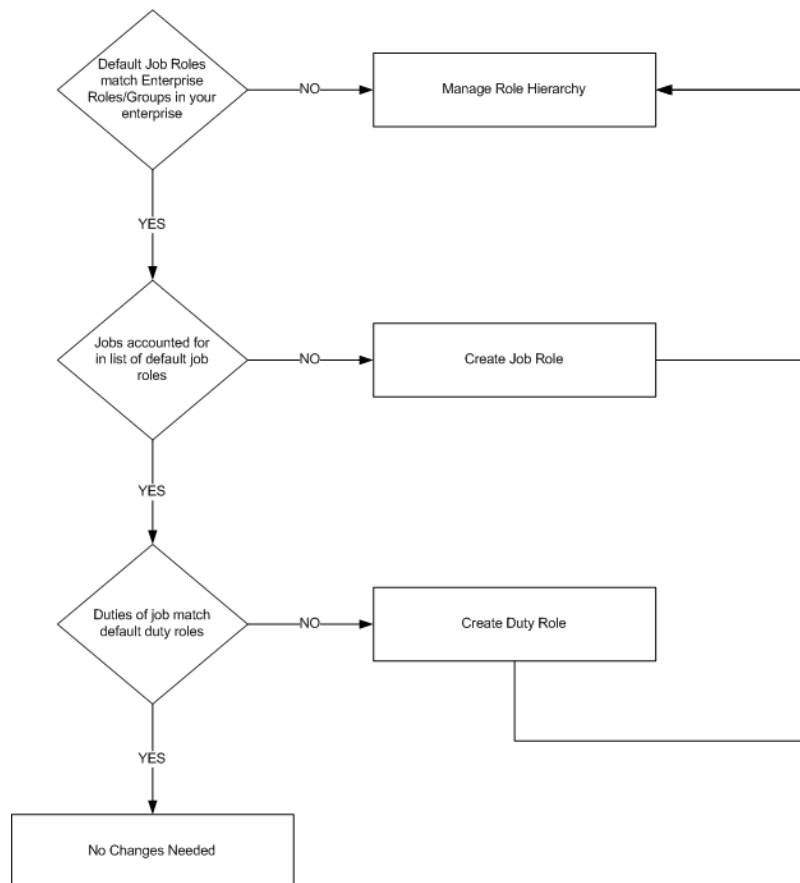 Default Job Roles
match Enterprise
Roles/Groups in your
enterprise
NO
Manage Role Hierarchy
YES
Jobs accounted for
in list of default job
roles
NO
Create Job Role
YES
Duties of job match
default duty roles
NO
Create Duty Role
YES
No Changes Needed